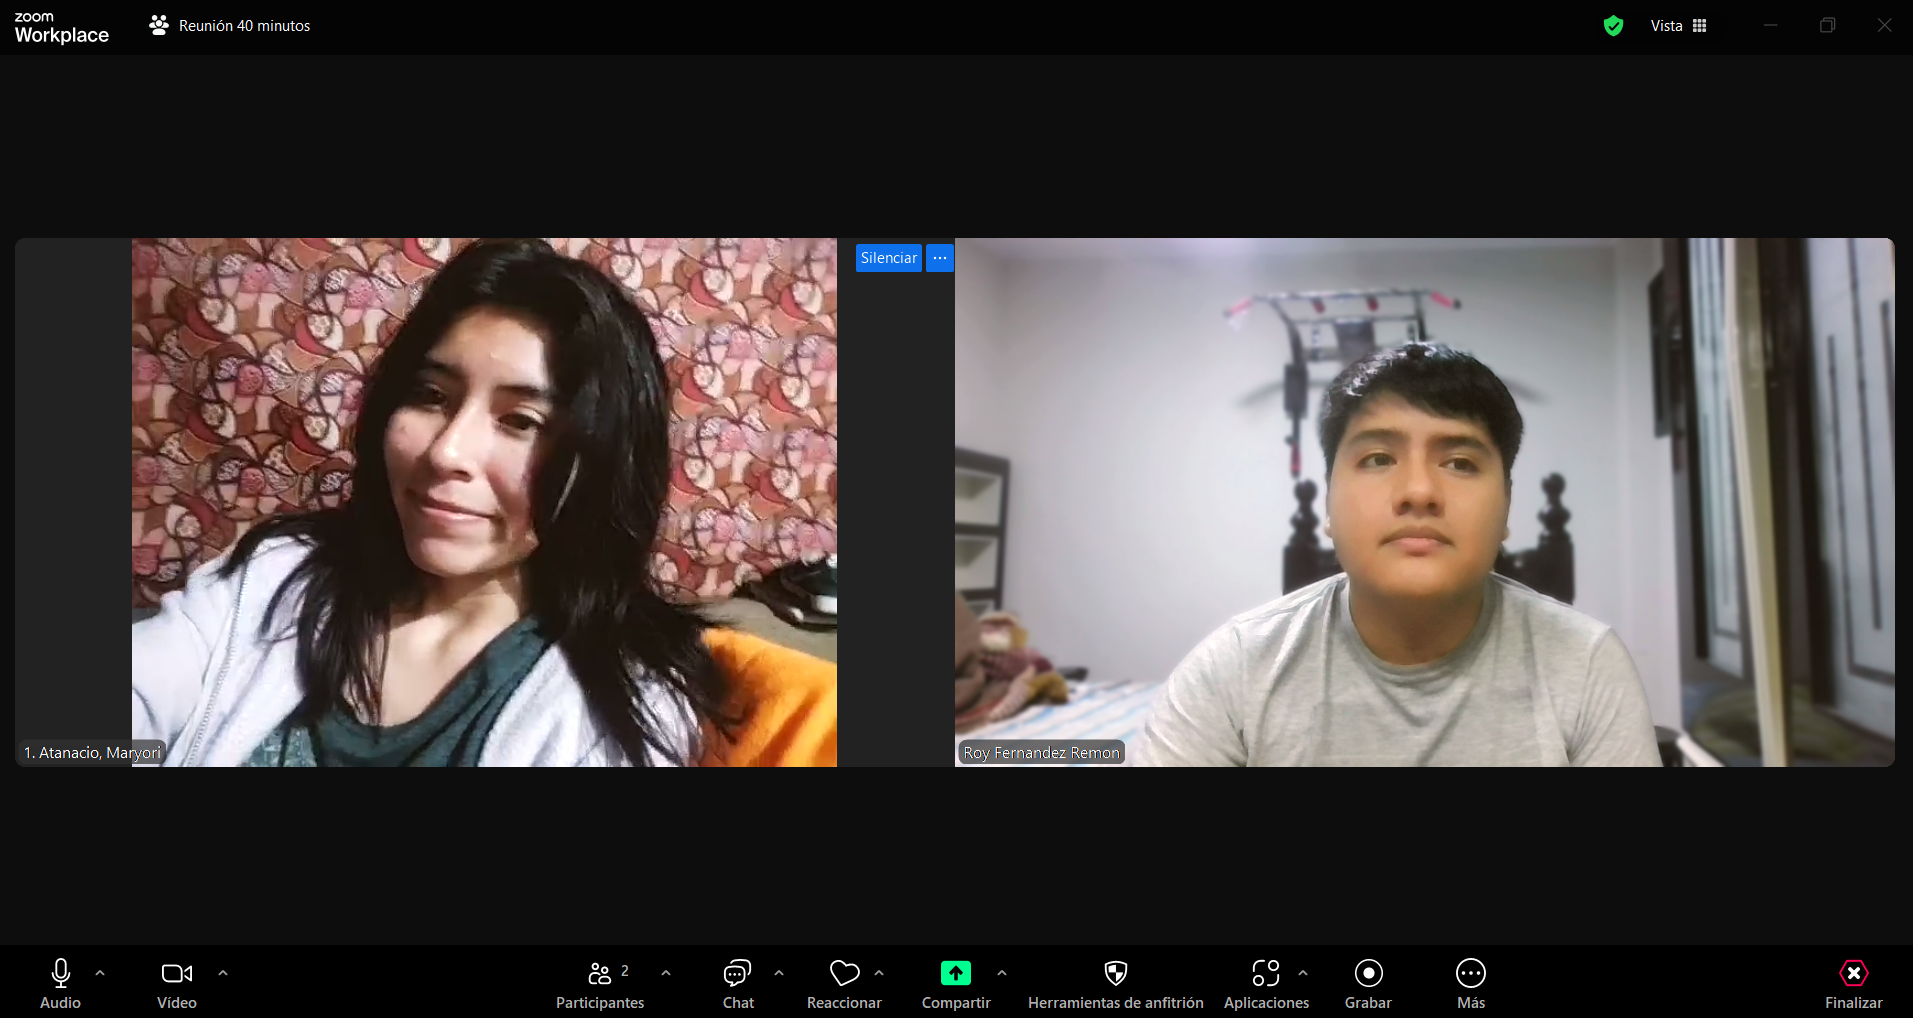 zoom
Workplace
Reunión 40 minutos
Vista
Silenciar
1. Atanacio, Maryori
Roy Fernandez Remon
Audio
Vídeo
Participantes
2
Chat
Reaccionar
Compartir
Herramientas de anfitrión
Aplicaciones
Grabar
Más
Finalizar